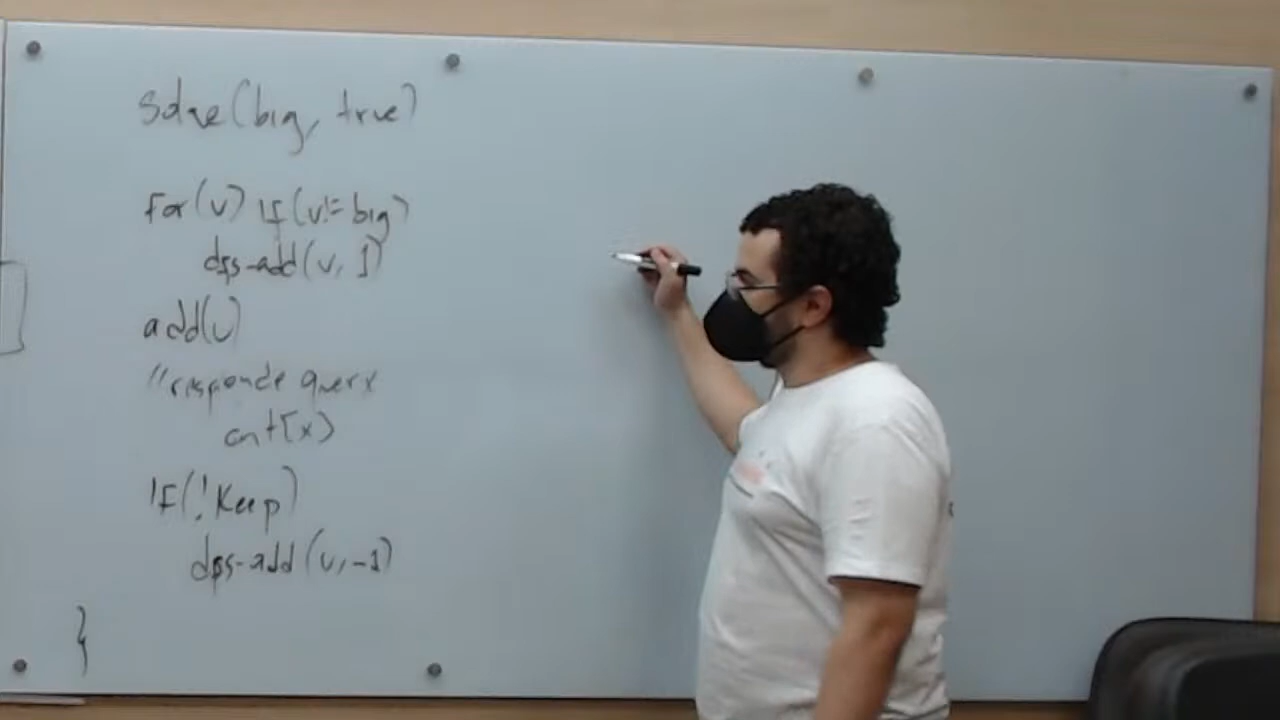 solve(big, true)
for(v) if(v!=big)
dfs-add(v, 1)
add(u)
//responde query
cnt[x]
if(!keep)
dfs-add(u,-1)
}